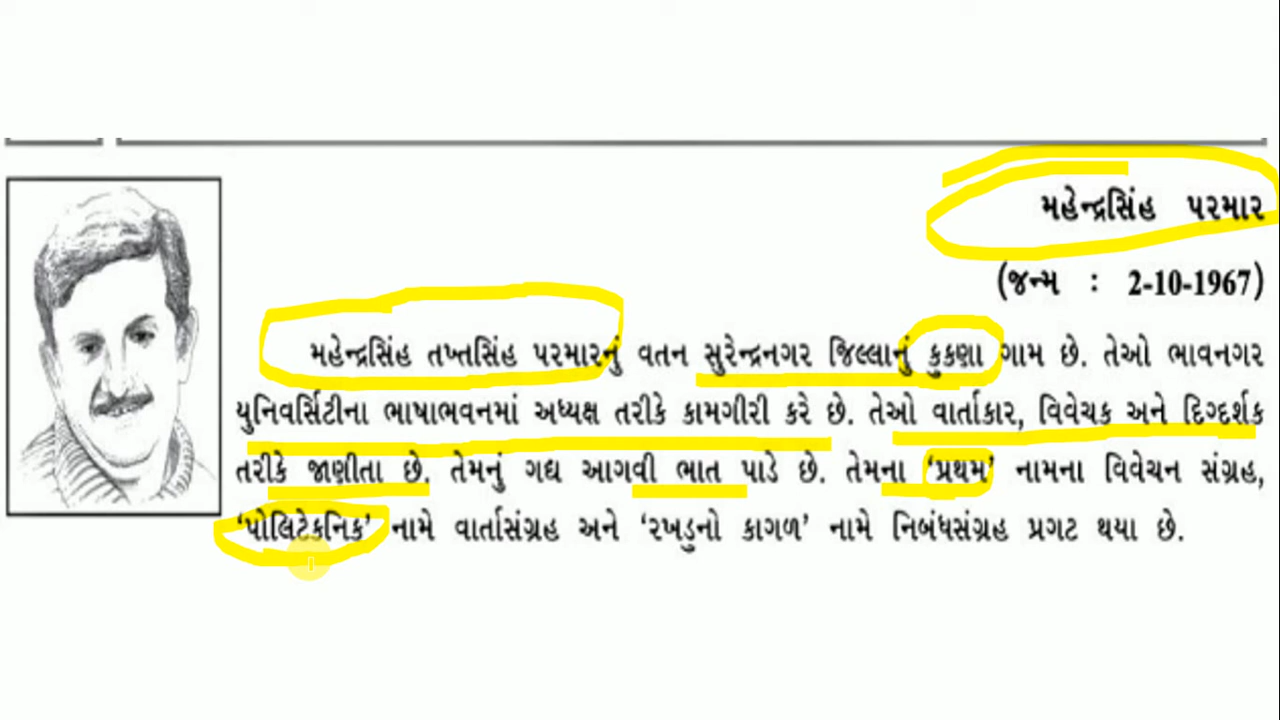 મહેન્દ્રસિંહ પરમાર
(જન્મ : 2-10-1967)
મહેન્દ્રસિંહ તખ્તસિંહ પરમારનું વતન સુરેન્દ્રનગર જિલ્લાનું કુકણા ગામ છે. તેઓ ભાવનગર
યુનિવર્સિટીના ભાષાભવનમાં અધ્યક્ષ તરીકે કામગીરી કરે છે. તેઓ વાર્તાકાર, વિવેચક અને દિગ્દર્શક
તરીકે જાણીતા છે. તેમનું ગદ્ય આગવી ભાત પાડે છે. તેમના ‘પ્રથમ’ નામના વિવેચન સંગ્રહ,
‘પોલિટેકનિક’ નામે વાર્તાસંગ્રહ અને ‘રખડુનો કાગળ’ નામે નિબંધસંગ્રહ પ્રગટ થયા છે.